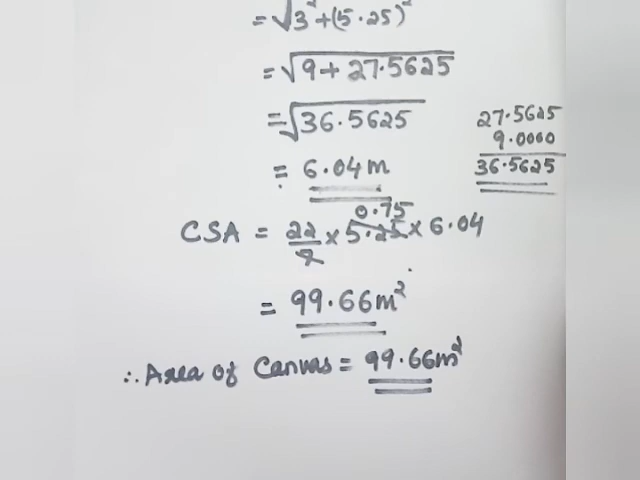 = √3² + (5.25)²
= √9 + 27.5625
= √36.5625
= 6.04m
27.5625
9.0000
36.5625
0.75
CSA = 22/7 × 5.25 × 6.04
= 99.66m²
∴ Area of Canvas = 99.66m²